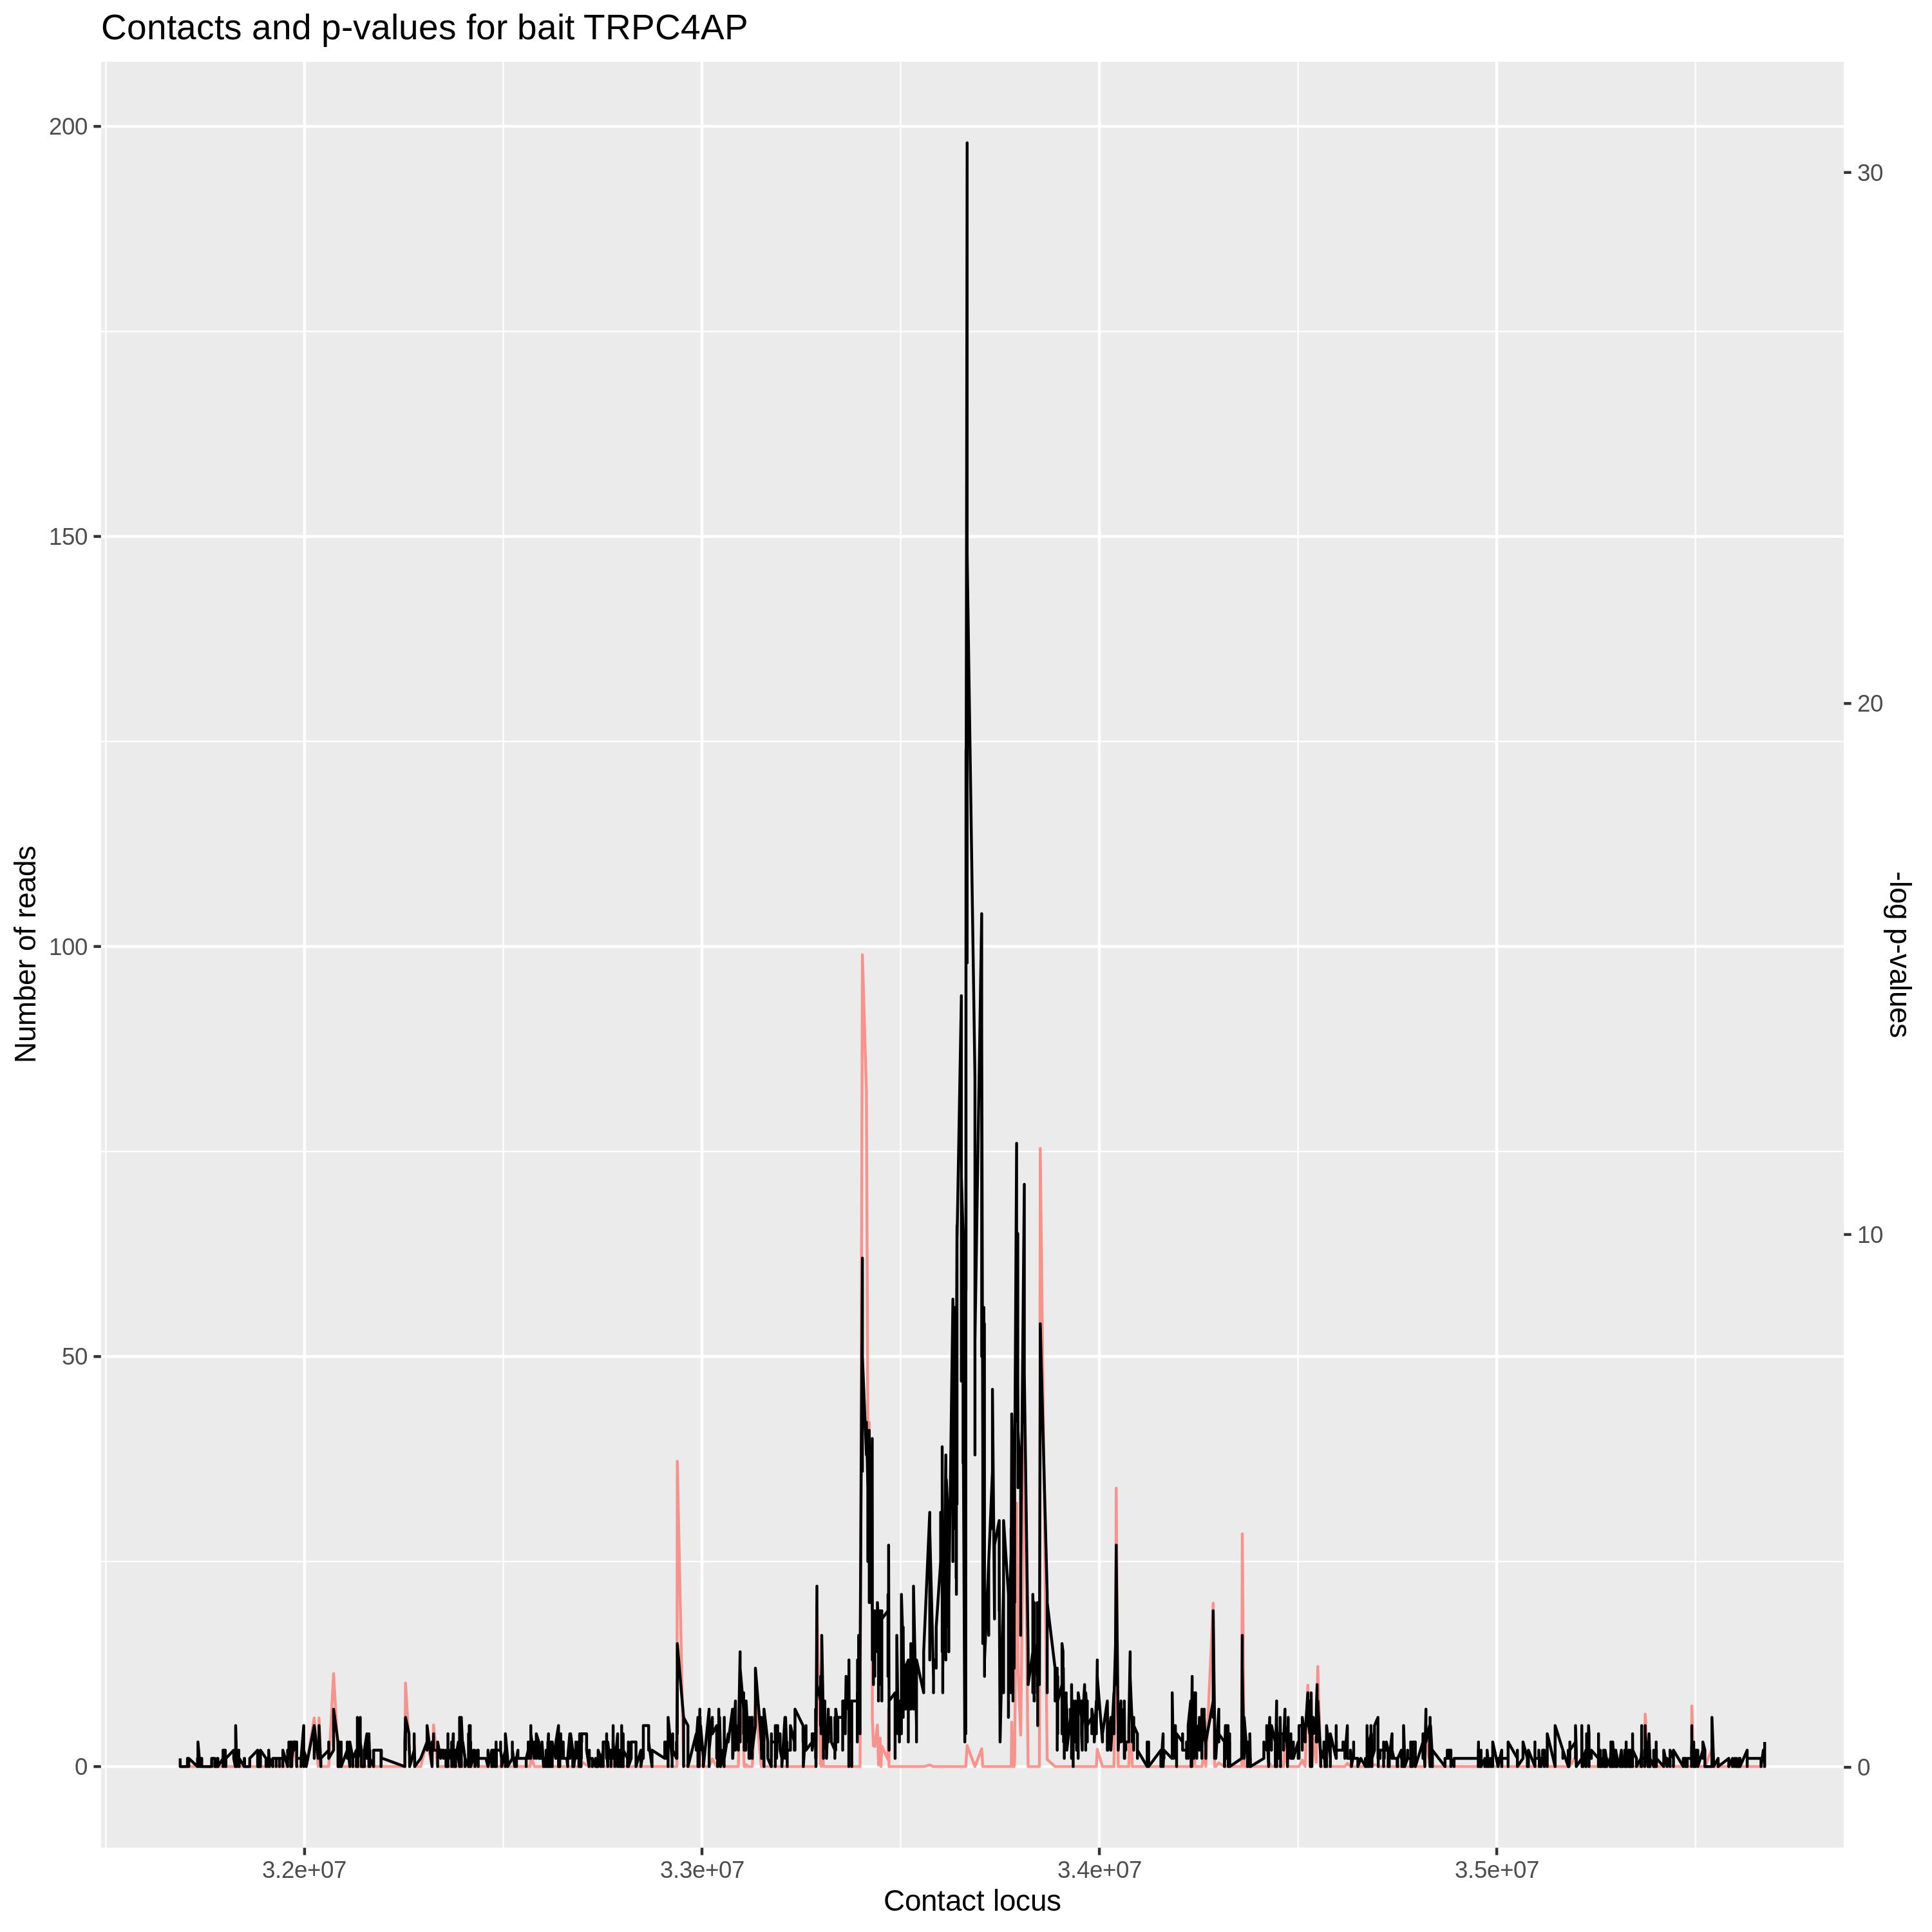 Contacts and p-values for bait TRPC4AP
200
150
100
50
0
30
20
10
0
Number of reads
-log p-values
3.2e+07
3.3e+07
3.4e+07
3.5e+07
Contact locus